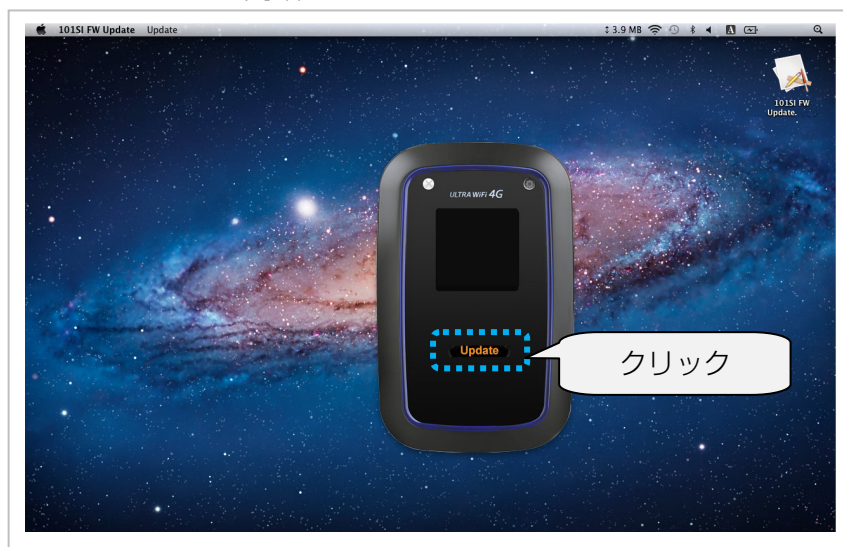 101SI FW Update Update
3.9 MB
A
101SI FW
Update.
ULTRA WiFi 4G
Update
クリック